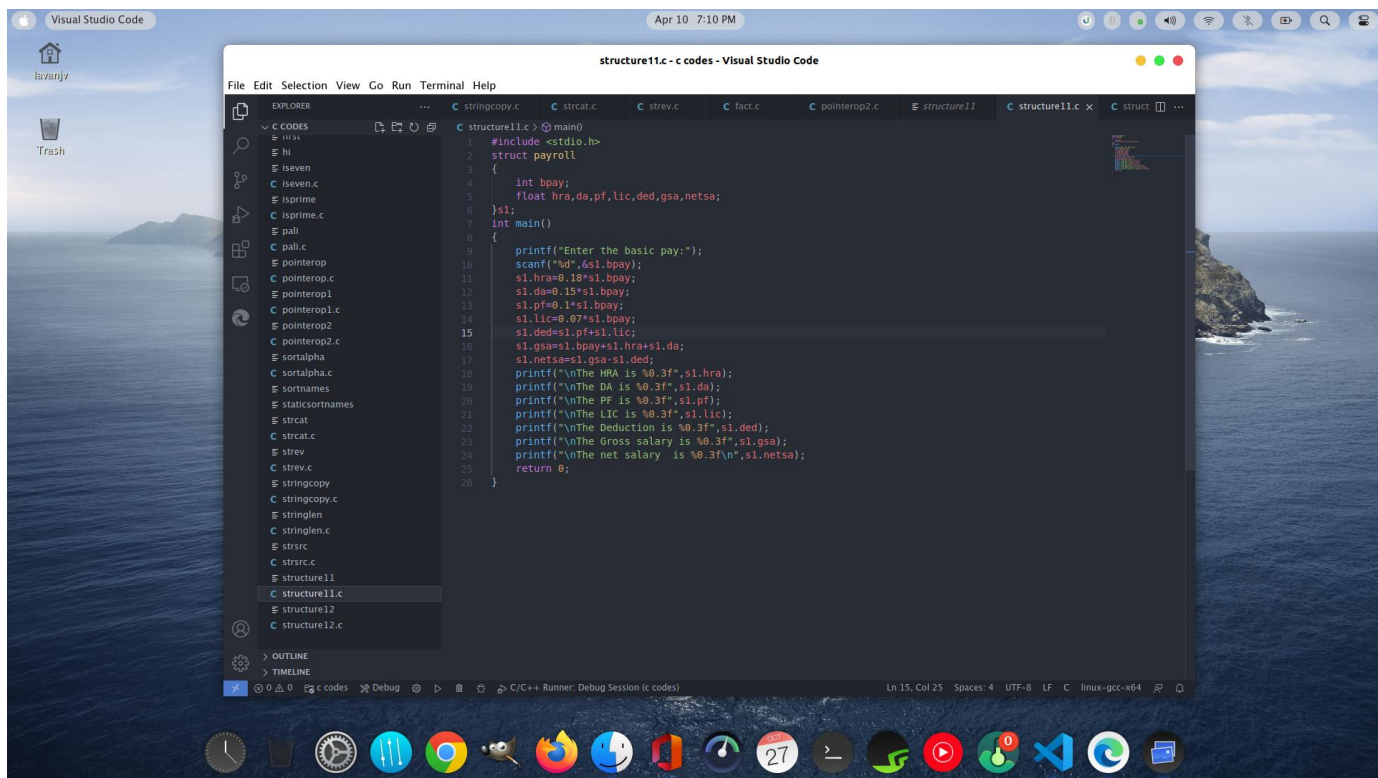 Visual Studio Code
Apr 10 7:10 PM
lavanjv
Trash
structure11.c - c codes - Visual Studio Code
File Edit Selection View Go Run Terminal Help
EXPLORER
C stringcopy.c C strcat.c C strev.c C fact.c C pointerop2.c structure11 C structure11.c C struct
C CODES
first
hi
iseven
C iseven.c
isprime
C isprime.c
pali
C pali.c
pointerop
C pointerop.c
pointerop1
C pointerop1.c
pointerop2
C pointerop2.c
sortalpha
C sortalpha.c
sortnames
staticsortnames
strcat
C strcat.c
strev
C strev.c
stringcopy
C stringcopy.c
stringlen
C stringlen.c
strsrc
C strsrc.c
structure11
C structure11.c
structure12
C structure12.c
OUTLINE
TIMELINE
C structure11.c > main()
1 #include <stdio.h>
2 struct payroll
3 {
4 int bpay;
5 float hra,da,pf,lic,ded,gsa,netsa;
6 }s1;
7 int main()
8 {
9 printf("Enter the basic pay:");
10 scanf("%d",&s1.bpay);
11 s1.hra=0.18*s1.bpay;
12 s1.da=0.15*s1.bpay;
13 s1.pf=0.1*s1.bpay;
14 s1.lic=0.07*s1.bpay;
15 s1.ded=s1.pf+s1.lic;
16 s1.gsa=s1.bpay+s1.hra+s1.da;
17 s1.netsa=s1.gsa-s1.ded;
18 printf("\nThe HRA is %0.3f",s1.hra);
19 printf("\nThe DA is %0.3f",s1.da);
20 printf("\nThe PF is %0.3f",s1.pf);
21 printf("\nThe LIC is %0.3f",s1.lic);
22 printf("\nThe Deduction is %0.3f",s1.ded);
23 printf("\nThe Gross salary is %0.3f",s1.gsa);
24 printf("\nThe net salary  is %0.3f\n",s1.netsa);
25 return 0;
26 }
0 0 c codes Debug C/C++ Runner: Debug Session (c codes) Ln 15, Col 25 Spaces: 4 UTF-8 LF C linux-gcc-x64
OCT
27
0